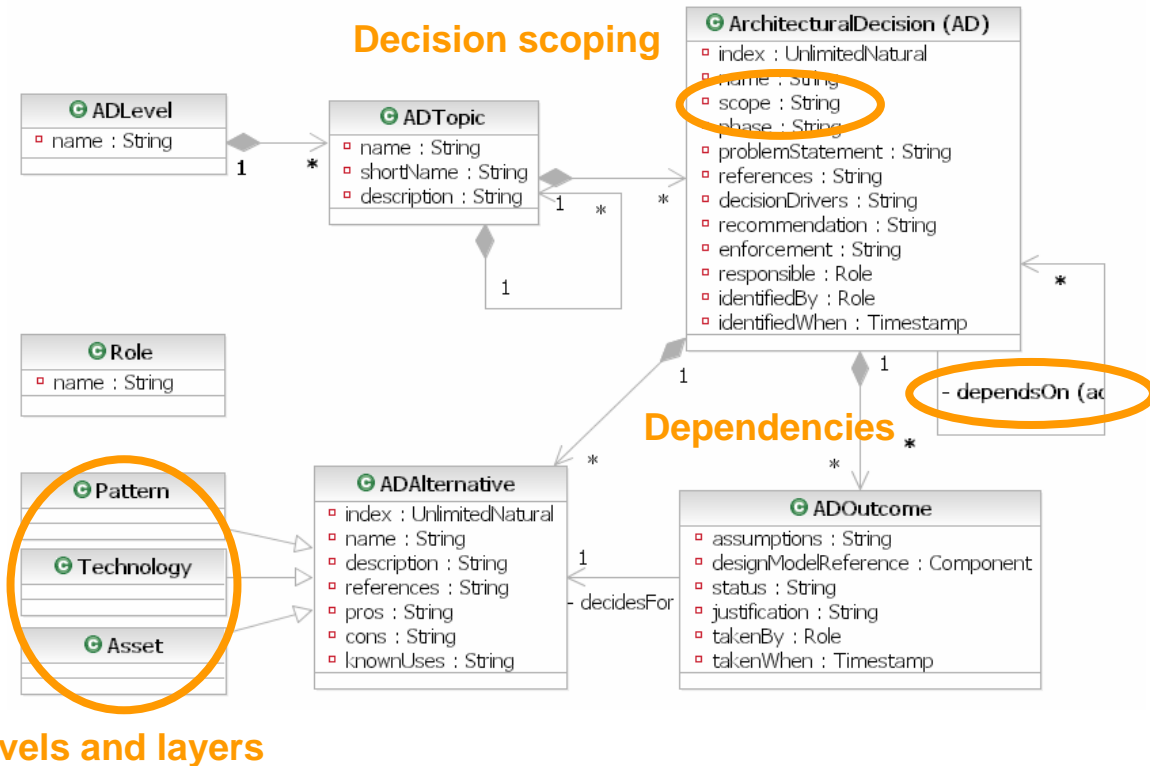 Decision scoping
ArchitecturalDecision (AD)
index : UnlimitedNatural
name : String
scope : String
phase : String
problemStatement : String
references : String
decisionDrivers : String
recommendation : String
enforcement : String
responsible : Role
identifiedBy : Role
identifiedWhen : Timestamp
ADLevel
name : String
1
*
ADTopic
name : String
shortName : String
description : String
1
*
*
1
Role
name : String
*
1
1
- dependsOn (ad
Dependencies
*
*
*
Pattern
Technology
Asset
ADAlternative
index : UnlimitedNatural
name : String
description : String
references : String
pros : String
cons : String
knownUses : String
1
- decidesFor
ADOutcome
assumptions : String
designModelReference : Component
status : String
justification : String
takenBy : Role
takenWhen : Timestamp
vels and layers